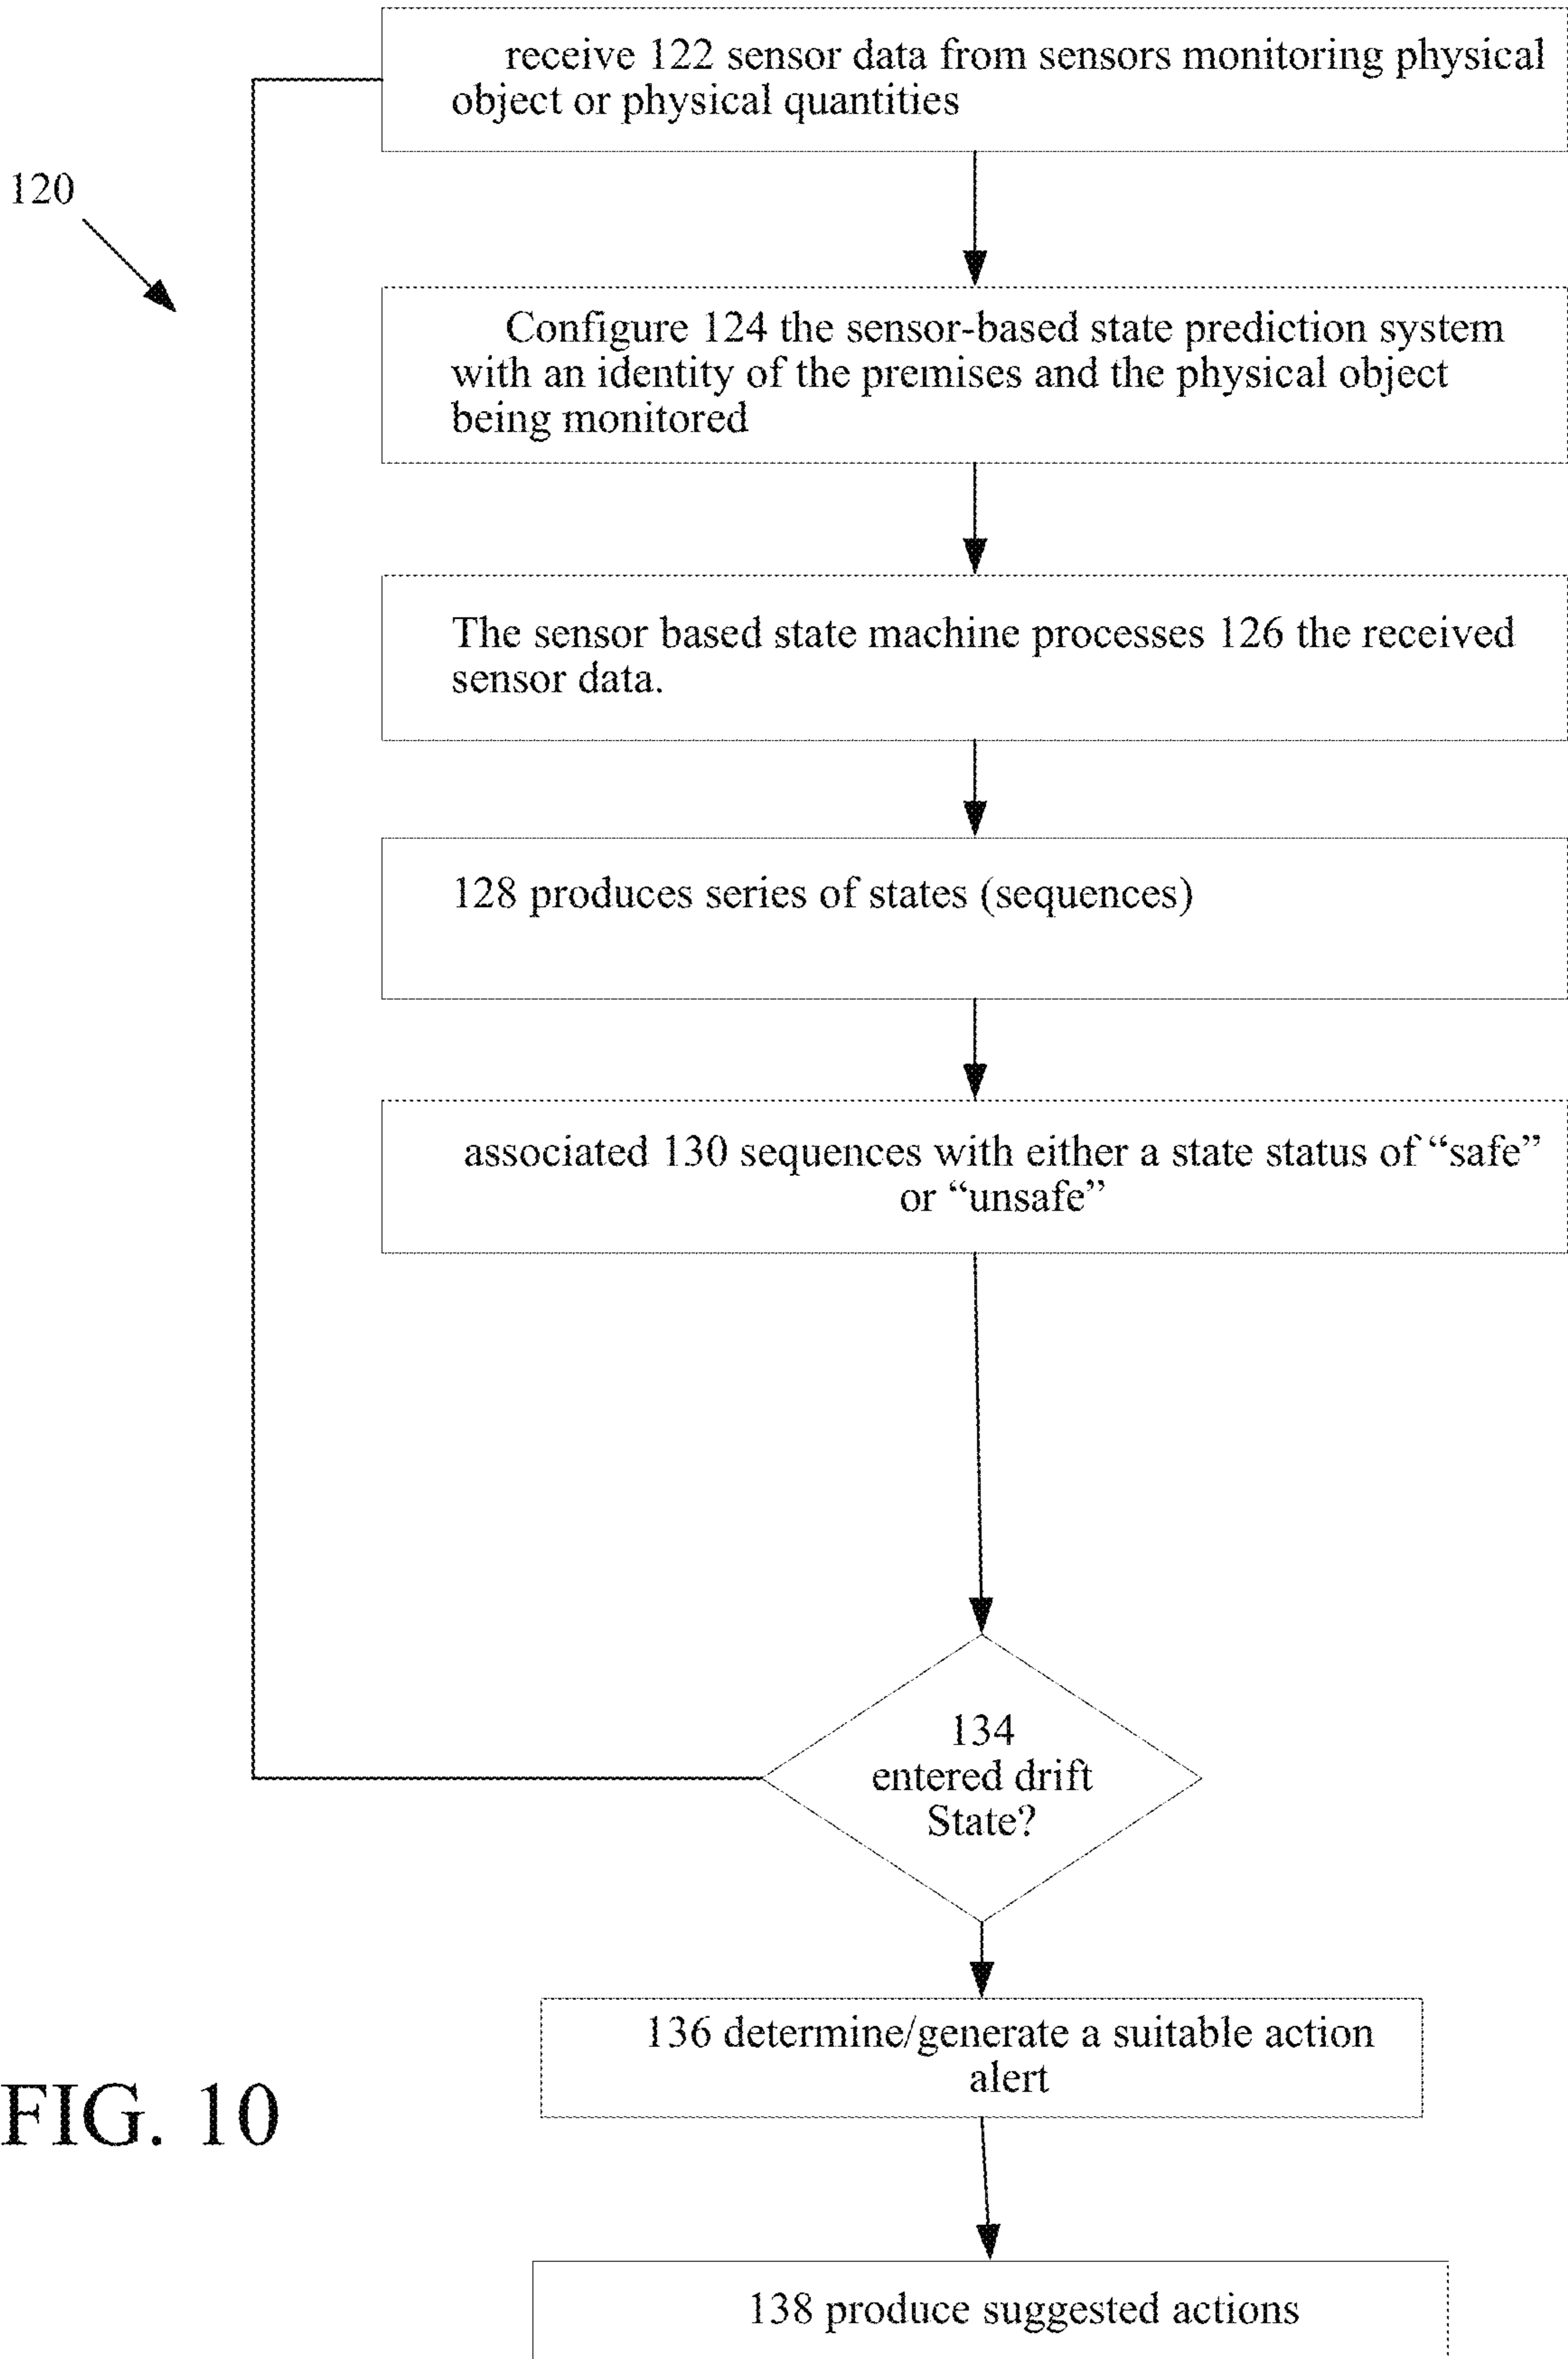 receive 122 sensor data from sensors monitoring physical
object or physical quantities
120
Configure 124 the sensor-based state prediction system
with an identity of the premises and the physical object
being monitored
The sensor based state machine processes 126 the received
sensor data.
128 produces series of states (sequences)
associated 130 sequences with either a state status of “safe”
or “unsafe”
134
entered drift
State?
136 determine/generate a suitable action
alert
FIG. 10
138 produce suggested actions